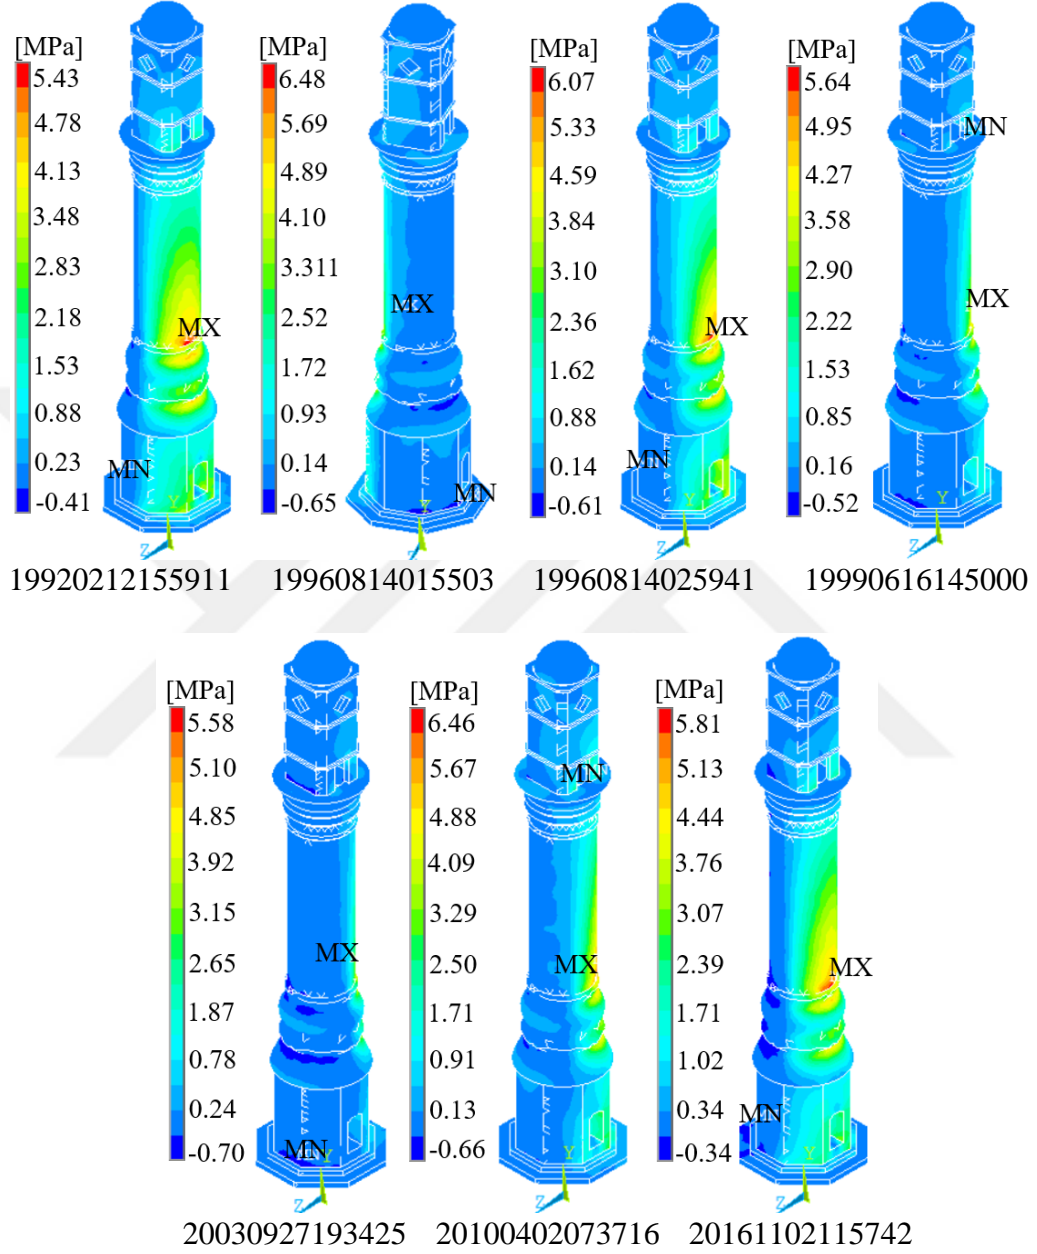 [MPa]
5.43
4.78
4.13
3.48
2.83
2.18
1.53
0.88
0.23
-0.41
MX
MN
Y
Z
19920212155911
[MPa]
6.48
5.69
4.89
4.10
3.311
2.52
1.72
0.93
0.14
-0.65
MX
MN
Y
Z
19960814015503
[MPa]
6.07
5.33
4.59
3.84
3.10
2.36
1.62
0.88
0.14
-0.61
MX
MN
Y
Z
19960814025941
[MPa]
5.64
4.95
4.27
3.58
2.90
2.22
1.53
0.85
0.16
-0.52
MN
MX
Y
Z
19990616145000
[MPa]
5.58
5.10
4.85
3.92
3.15
2.65
1.87
0.78
0.24
-0.70
MX
MN
Y
Z
20030927193425
[MPa]
6.46
5.67
4.88
4.09
3.29
2.50
1.71
0.91
0.13
-0.66
MN
MX
Y
Z
20100402073716
[MPa]
5.81
5.13
4.44
3.76
3.07
2.39
1.71
1.02
0.34
-0.34
MX
MN
Y
Z
20161102115742